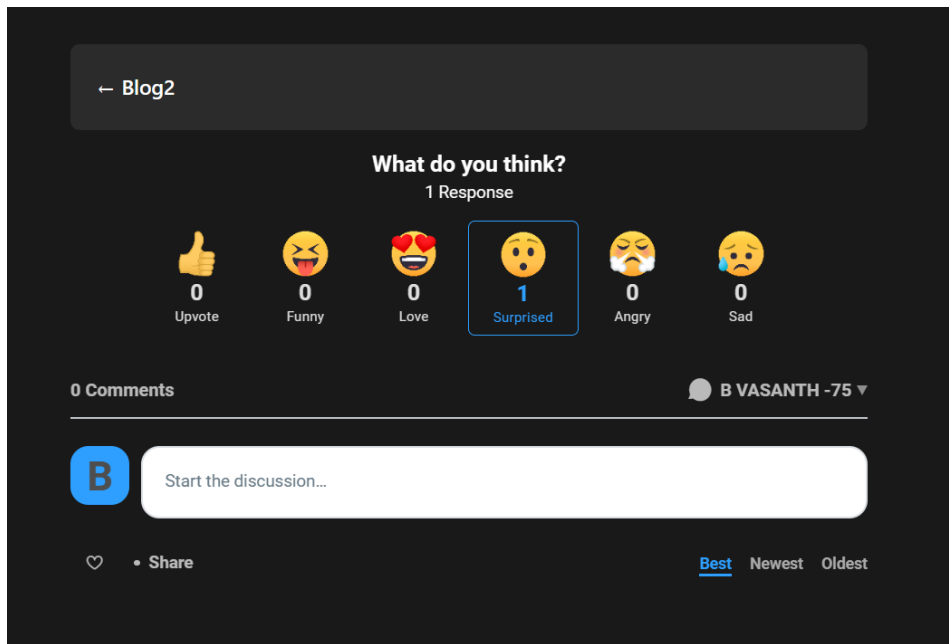 ← Blog2
What do you think?
1 Response
0 0 0 1 0 0
Upvote Funny Love Surprised Angry Sad
0 Comments B VASANTH -75 ▼
B Start the discussion...
• Share Best Newest Oldest